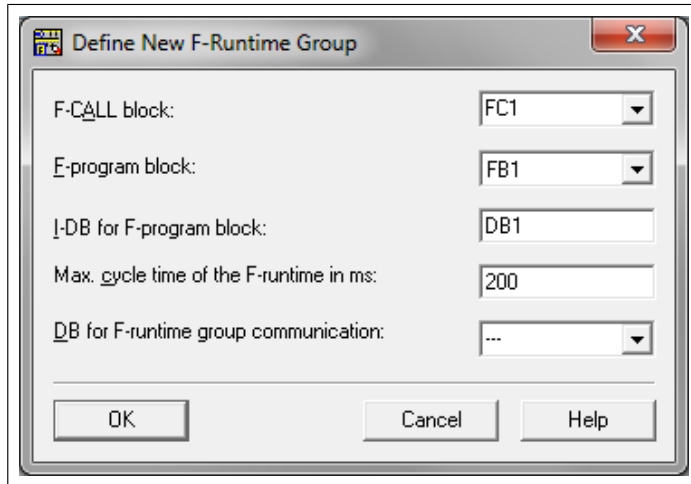 Define New F-Runtime Group
F-CALL block: FC1
F-program block: FB1
I-DB for F-program block: DB1
Max. cycle time of the F-runtime in ms: 200
DB for F-runtime group communication: ---
OK Cancel Help